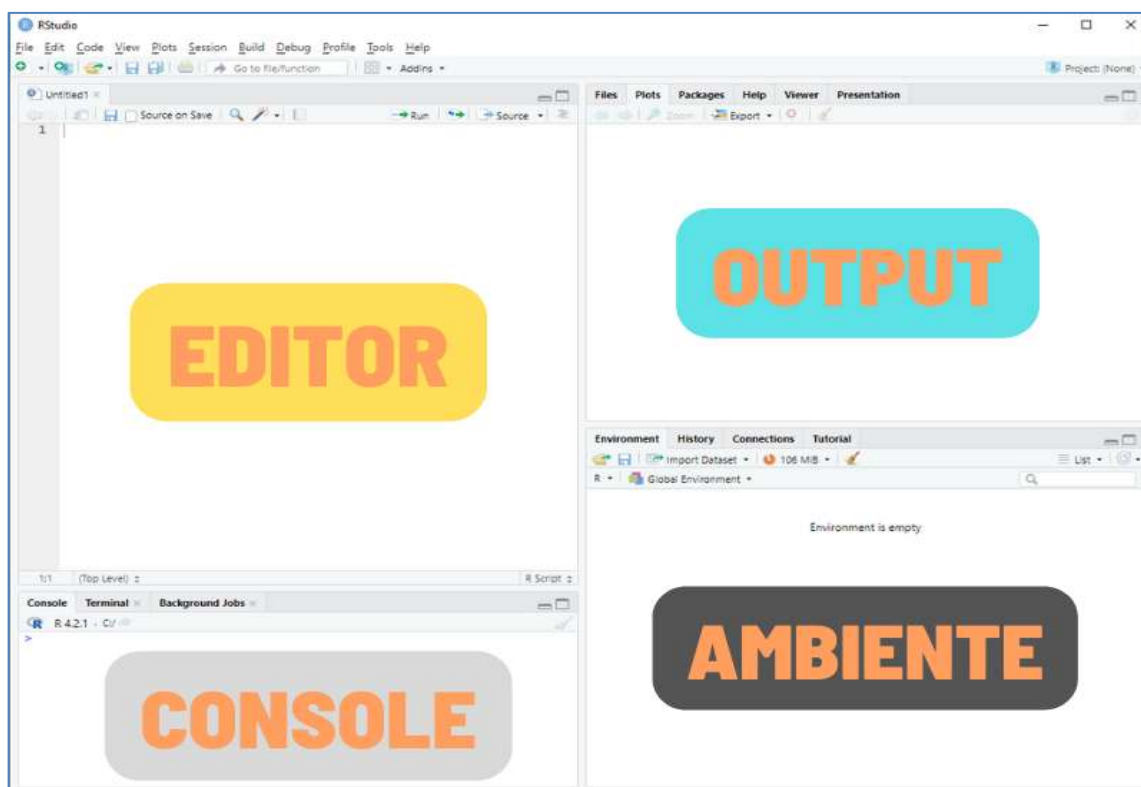 RStudio
File Edit Code View Plots Session Build Debug Profile Tools Help
Go to file/function Addins
Project: (None)
Untitled1
Source on Save Run Source
1
EDITOR
1:1 (Top Level) R Script
Console Terminal Background Jobs
R 4.2.1 · C:/
>
CONSOLE
Files Plots Packages Help Viewer Presentation
Zoom Export
OUTPUT
Environment History Connections Tutorial
Import Dataset 106 MiB List
R Global Environment
Environment is empty
AMBIENTE